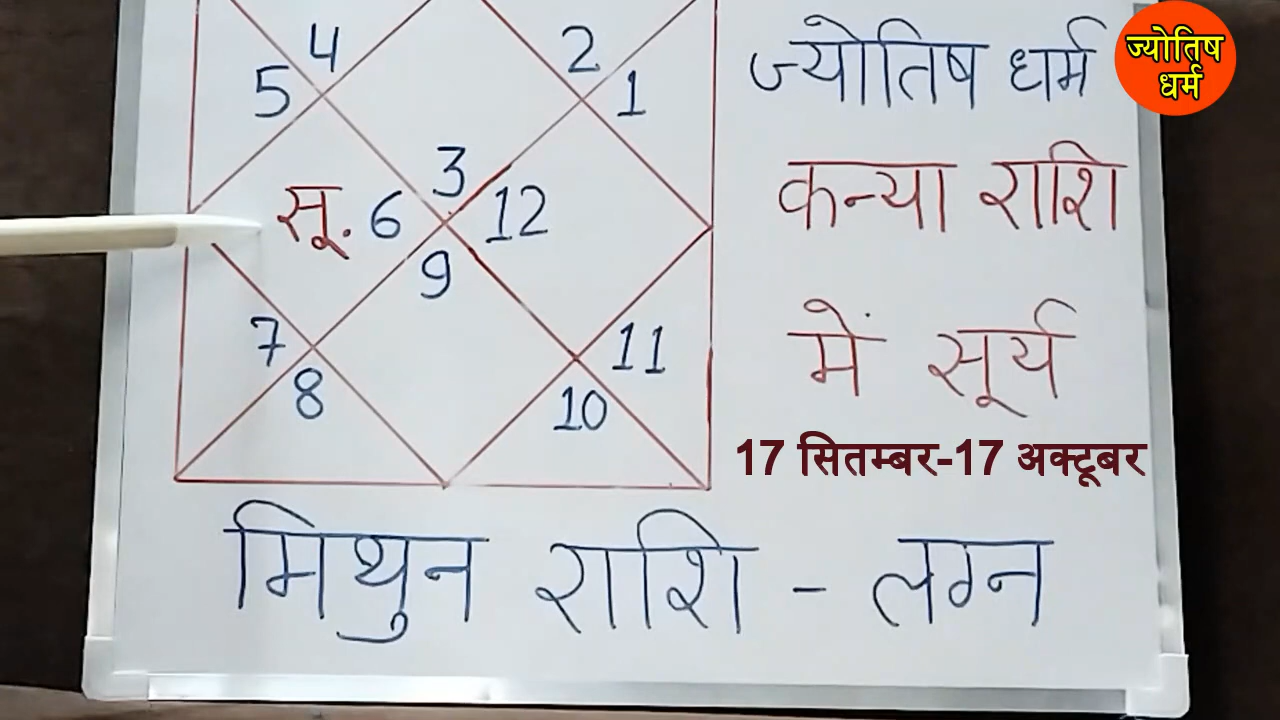 ज्योतिष धर्म
ज्योतिष
धर्म
4
2
5
1
3
सू. 6
12
9
7
11
8
10
कन्या राशि
में सूर्य
17 सितम्बर-17 अक्टूबर
मिथुन राशि - लग्न